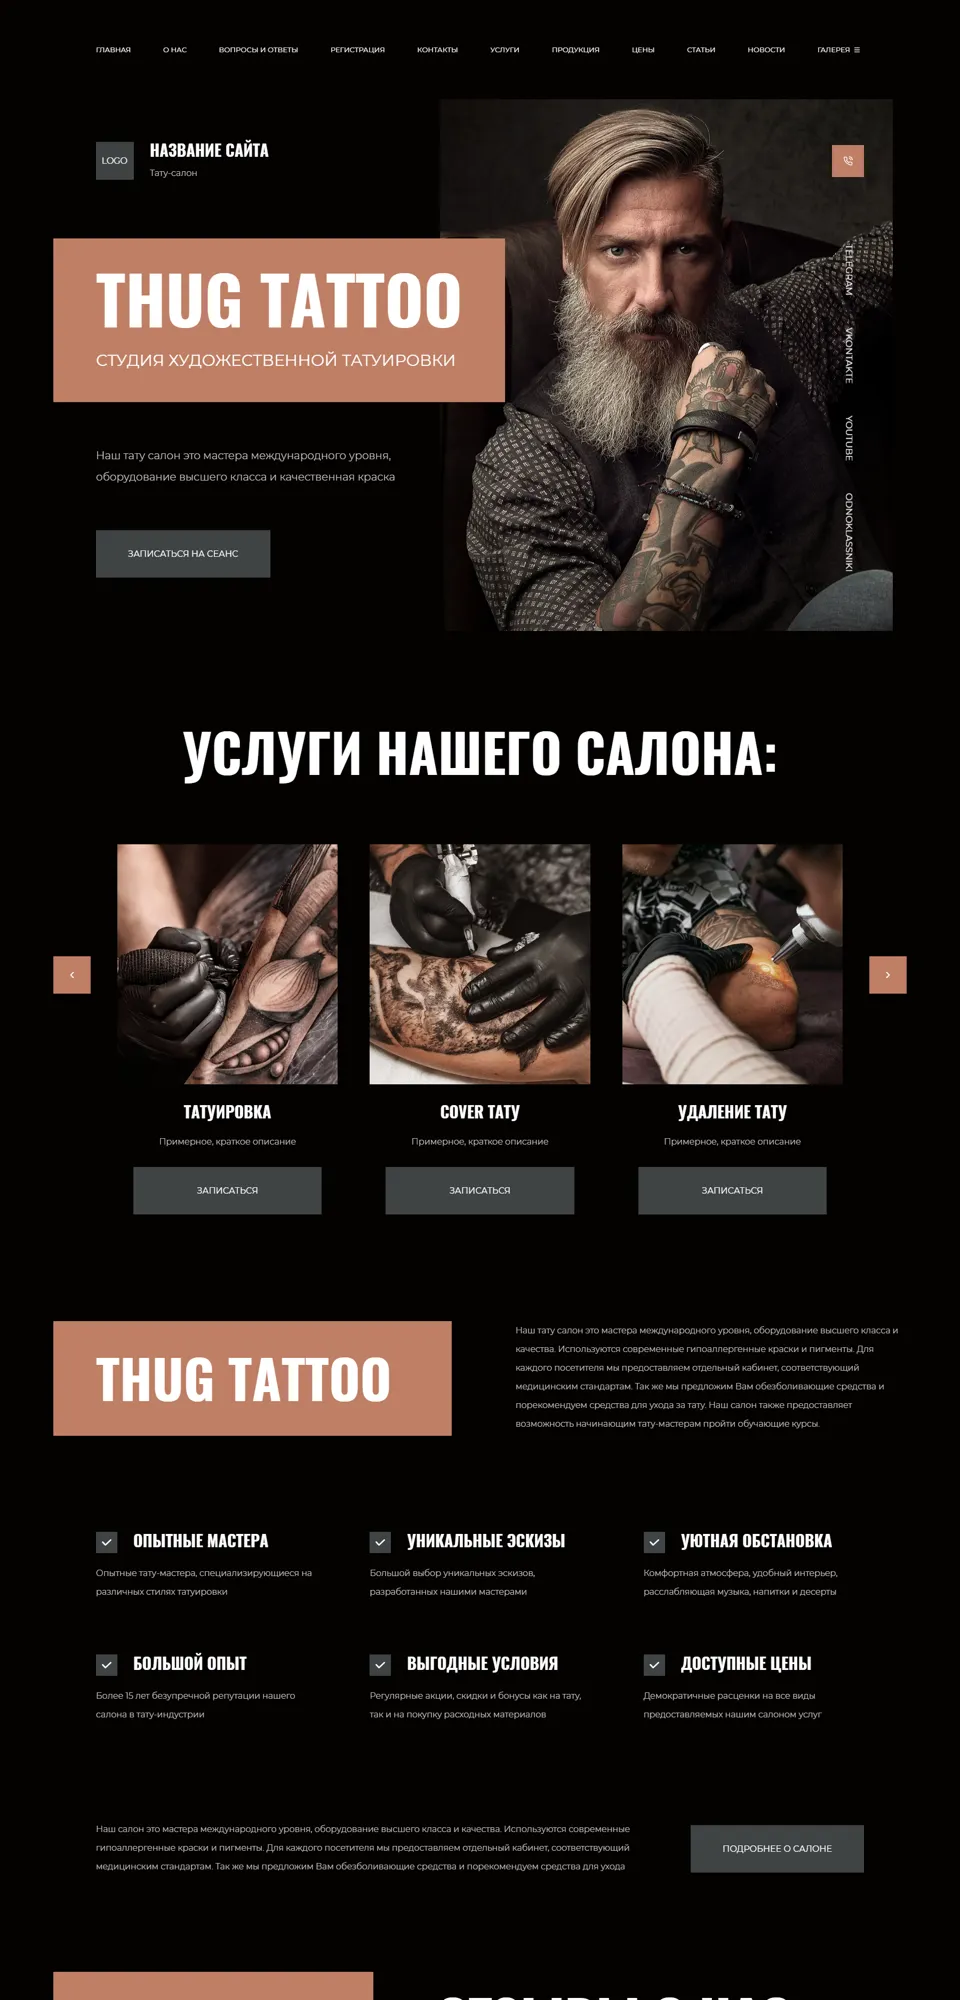 ГЛАВНАЯ О НАС ВОПРОСЫ И ОТВЕТЫ РЕГИСТРАЦИЯ КОНТАКТЫ УСЛУГИ ПРОДУКЦИЯ ЦЕНЫ СТАТЬИ НОВОСТИ ГАЛЕРЕЯ
LOGO
НАЗВАНИЕ САЙТА
Тату-салон
THUG TATTOO
СТУДИЯ ХУДОЖЕСТВЕННОЙ ТАТУИРОВКИ
Наш тату салон это мастера международного уровня,
оборудование высшего класса и качественная краска
ЗАПИСАТЬСЯ НА СЕАНС
TELEGRAM
VKONTAKTE
YOUTUBE
ODNOKLASSNIKI
УСЛУГИ НАШЕГО САЛОНА:
ТАТУИРОВКА
Примерное, краткое описание
ЗАПИСАТЬСЯ
COVER ТАТУ
Примерное, краткое описание
ЗАПИСАТЬСЯ
УДАЛЕНИЕ ТАТУ
Примерное, краткое описание
ЗАПИСАТЬСЯ
THUG TATTOO
Наш тату салон это мастера международного уровня, оборудование высшего класса и
качества. Используются современные гипоаллергенные краски и пигменты. Для
каждого посетителя мы предоставляем отдельный кабинет, соответствующий
медицинским стандартам. Так же мы предложим Вам обезболивающие средства и
порекомендуем средства для ухода за тату. Наш салон также предоставляет
возможность начинающим тату-мастерам пройти обучающие курсы.
ОПЫТНЫЕ МАСТЕРА
Опытные тату-мастера, специализирующиеся на
различных стилях татуировки
УНИКАЛЬНЫЕ ЭСКИЗЫ
Большой выбор уникальных эскизов,
разработанных нашими мастерами
УЮТНАЯ ОБСТАНОВКА
Комфортная атмосфера, удобный интерьер,
расслабляющая музыка, напитки и десерты
БОЛЬШОЙ ОПЫТ
Более 15 лет безупречной репутации нашего
салона в тату-индустрии
ВЫГОДНЫЕ УСЛОВИЯ
Регулярные акции, скидки и бонусы как на тату,
так и на покупку расходных материалов
ДОСТУПНЫЕ ЦЕНЫ
Демократичные расценки на все виды
предоставляемых нашим салоном услуг
Наш салон это мастера международного уровня, оборудование высшего класса и качества. Используются современные
гипоаллергенные краски и пигменты. Для каждого посетителя мы предоставляем отдельный кабинет, соответствующий
медицинским стандартам. Так же мы предложим Вам обезболивающие средства и порекомендуем средства для ухода
ПОДРОБНЕЕ О САЛОНЕ